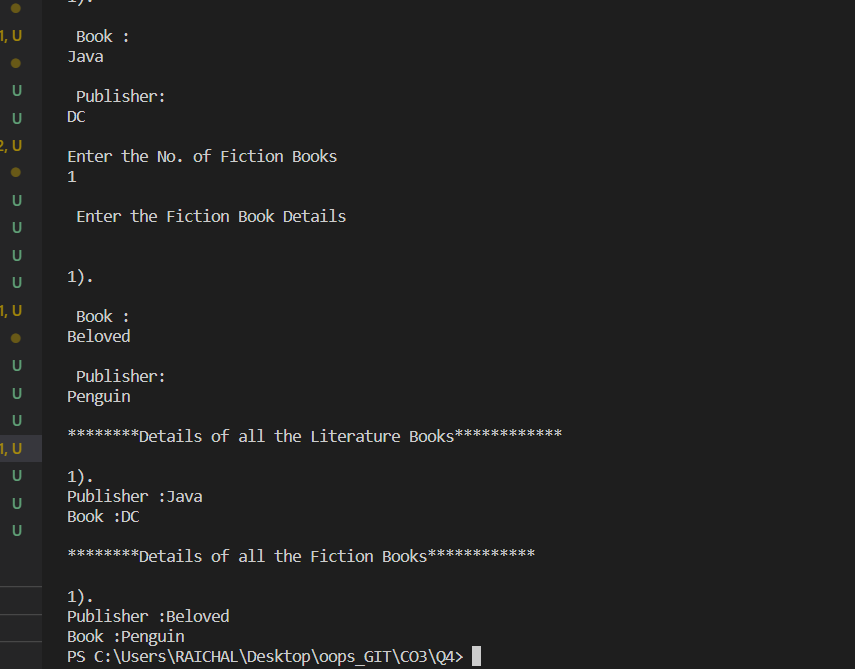 1).
1, U
 Book :
Java
U
 Publisher:
DC
U
2, U
Enter the No. of Fiction Books
1
U
 Enter the Fiction Book Details
U
U
1).
U
1, U
 Book :
Beloved
U
 Publisher:
Penguin
U
U
********Details of all the Literature Books************
1, U
1).
U
Publisher :Java
U
Book :DC
U
********Details of all the Fiction Books************
1).
Publisher :Beloved
Book :Penguin
PS C:\Users\RAICHAL\Desktop\oops_GIT\CO3\Q4>